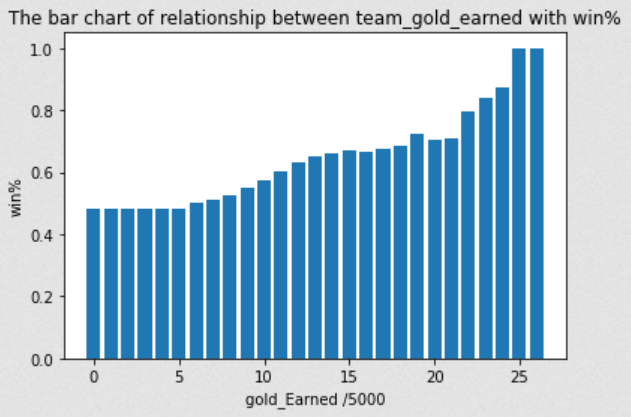 The bar chart of relationship between team_gold_earned with win%
1.0
0.8
0.6
0.4
0.2
0.0
win%
0 5 10 15 20 25
gold_Earned /5000